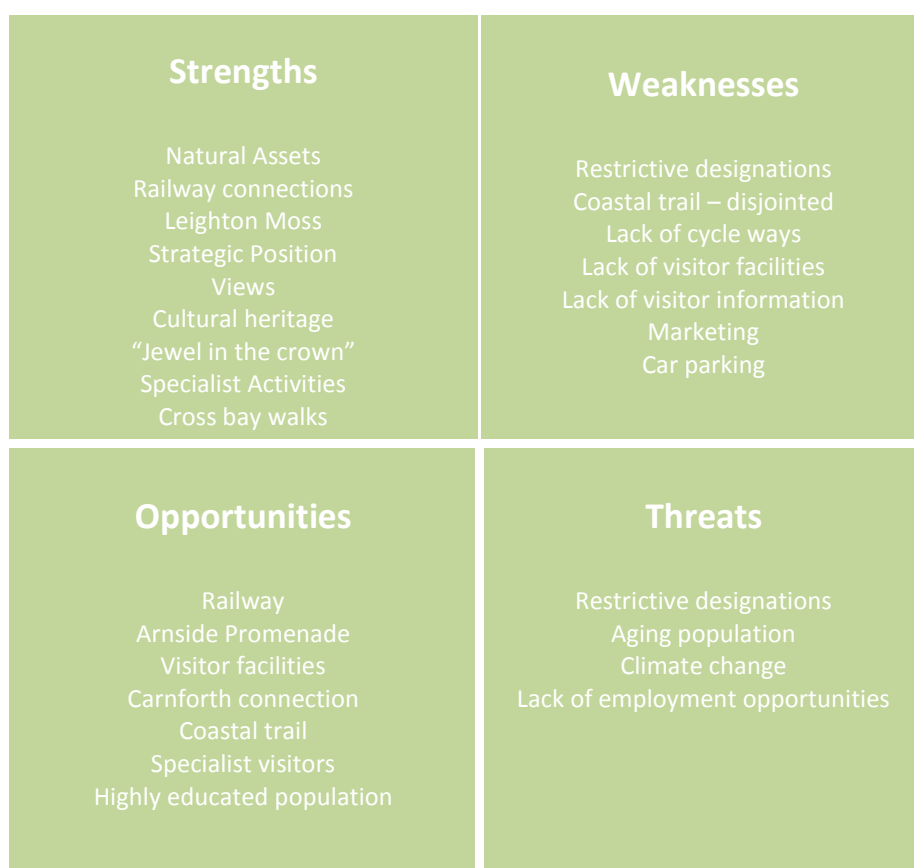 Strengths
Natural Assets
Railway connections
Leighton Moss
Strategic Position
Views
Cultural heritage
“Jewel in the crown”
Specialist Activities
Cross bay walks
Weaknesses
Restrictive designations
Coastal trail – disjointed
Lack of cycle ways
Lack of visitor facilities
Lack of visitor information
Marketing
Car parking
Opportunities
Railway
Arnside Promenade
Visitor facilities
Carnforth connection
Coastal trail
Specialist visitors
Highly educated population
Threats
Restrictive designations
Aging population
Climate change
Lack of employment opportunities